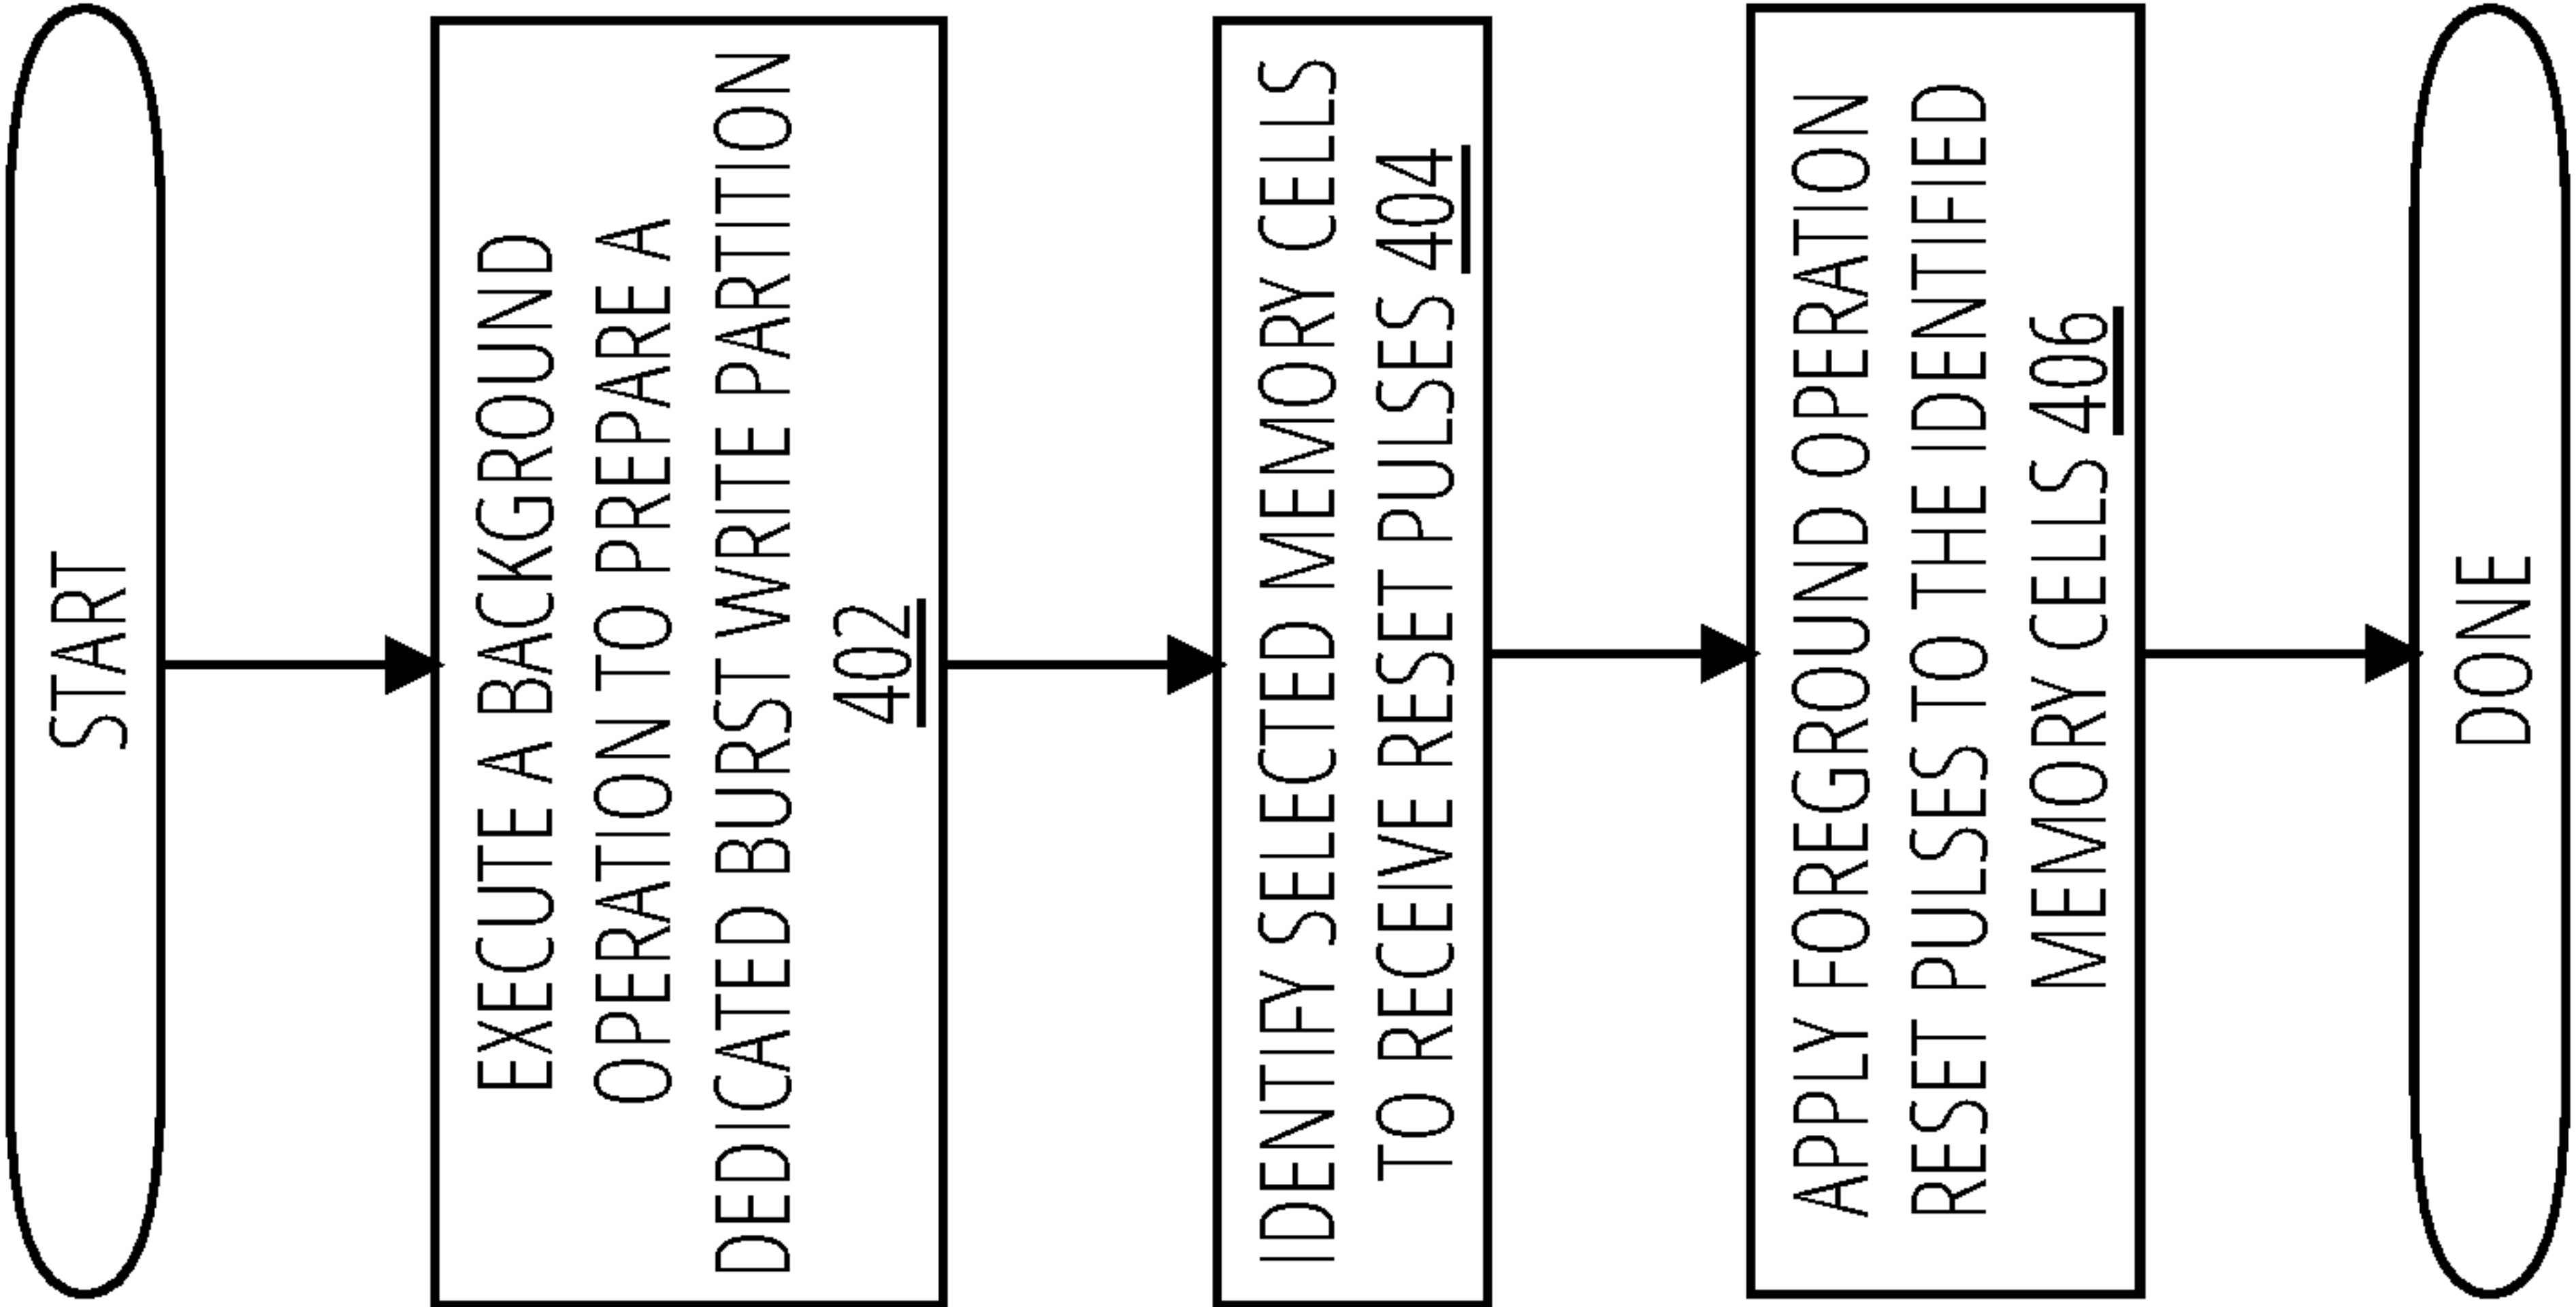 START
EXECUTE A BACKGROUND
OPERATION TO PREPARE A
DEDICATED BURST WRITE PARTITION
402
IDENTIFY SELECTED MEMORY CELLS
TO RECEIVE RESET PULSES 404
APPLY FOREGROUND OPERATION
RESET PULSES TO THE IDENTIFIED
MEMORY CELLS 406
DONE